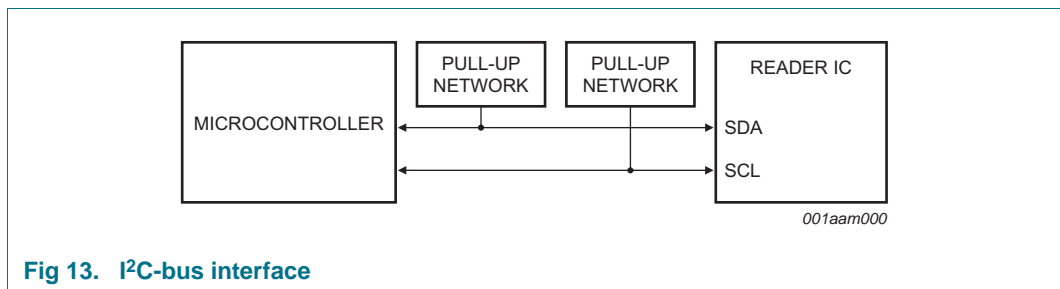 PULL-UP
NETWORK
PULL-UP
NETWORK
READER IC
MICROCONTROLLER
SDA
SCL
001aam000
Fig 13. I²C-bus interface